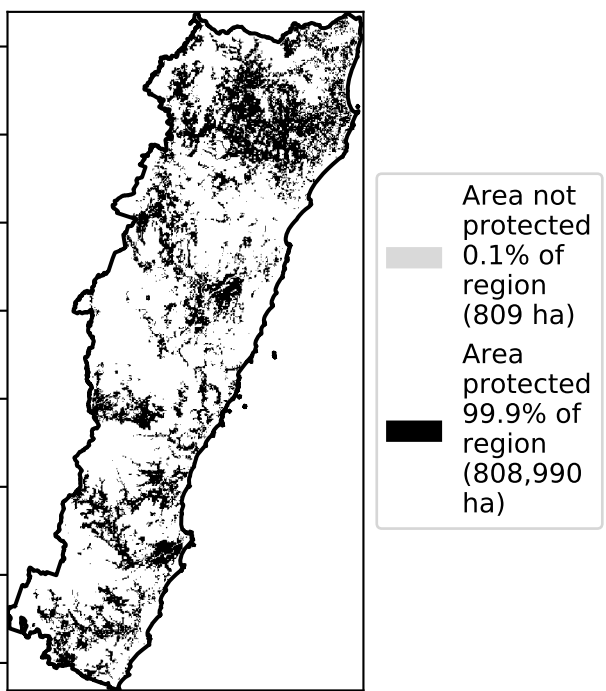 Area not
protected
0.1% of
region
(809 ha)
Area
protected
99.9% of
region
(808,990
ha)